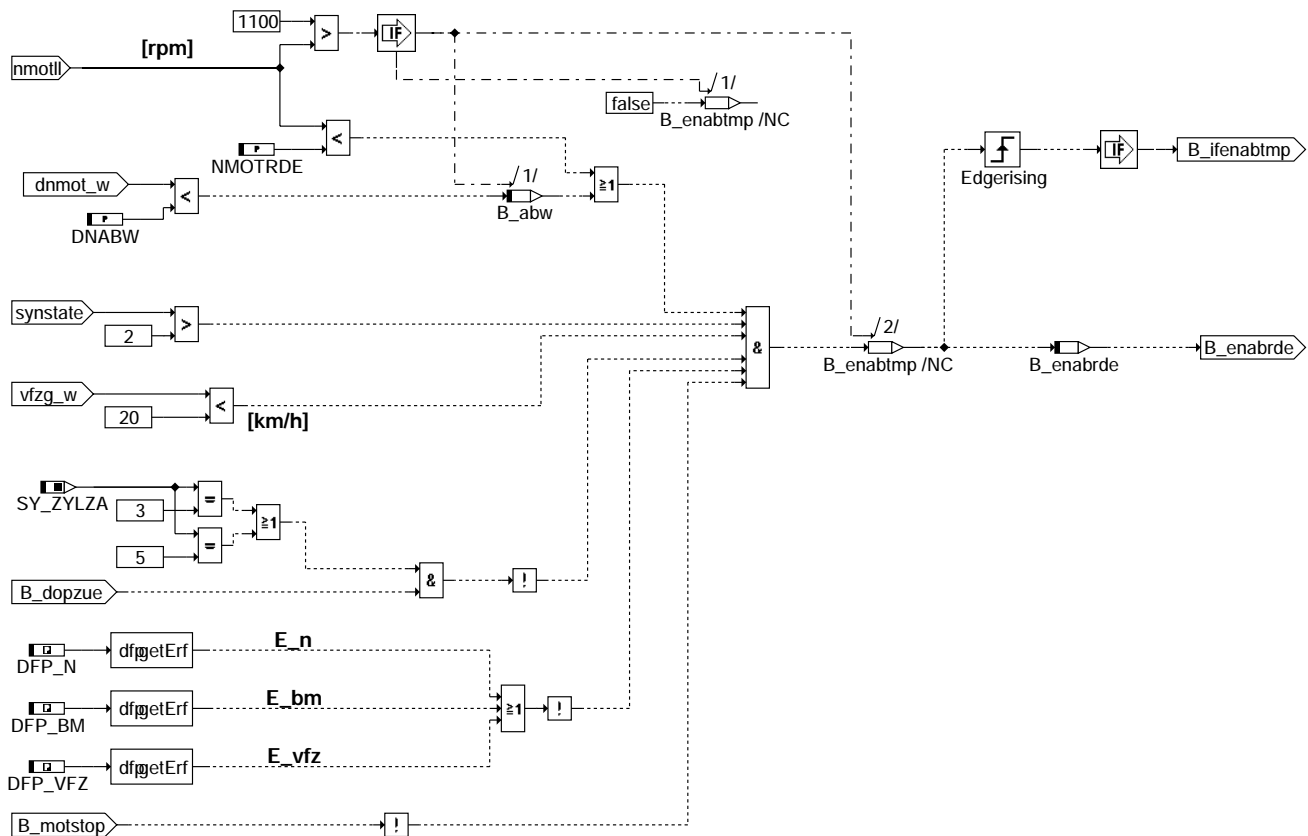 1100
>
IF
[rpm]
nmotll
/1/
false
B_enabtmp /NC
<
P
NMOTRDE
IF
B_ifenabtmp
Edgerising
dnmot_w
<
/1/
≥1
B_abw
P
DNABW
synstate
>
2
&
/2/
B_enabtmp /NC
B_enabrde
B_enabrde
vfzg_w
<
20
[km/h]
SY_ZYLZA
=
3
≥1
=
5
B_dopzue
&
!
DFP_N
dfpgetErf
E_n
DFP_BM
dfpgetErf
E_bm
≥1
!
DFP_VFZ
dfpgetErf
E_vfz
B_motstop
!